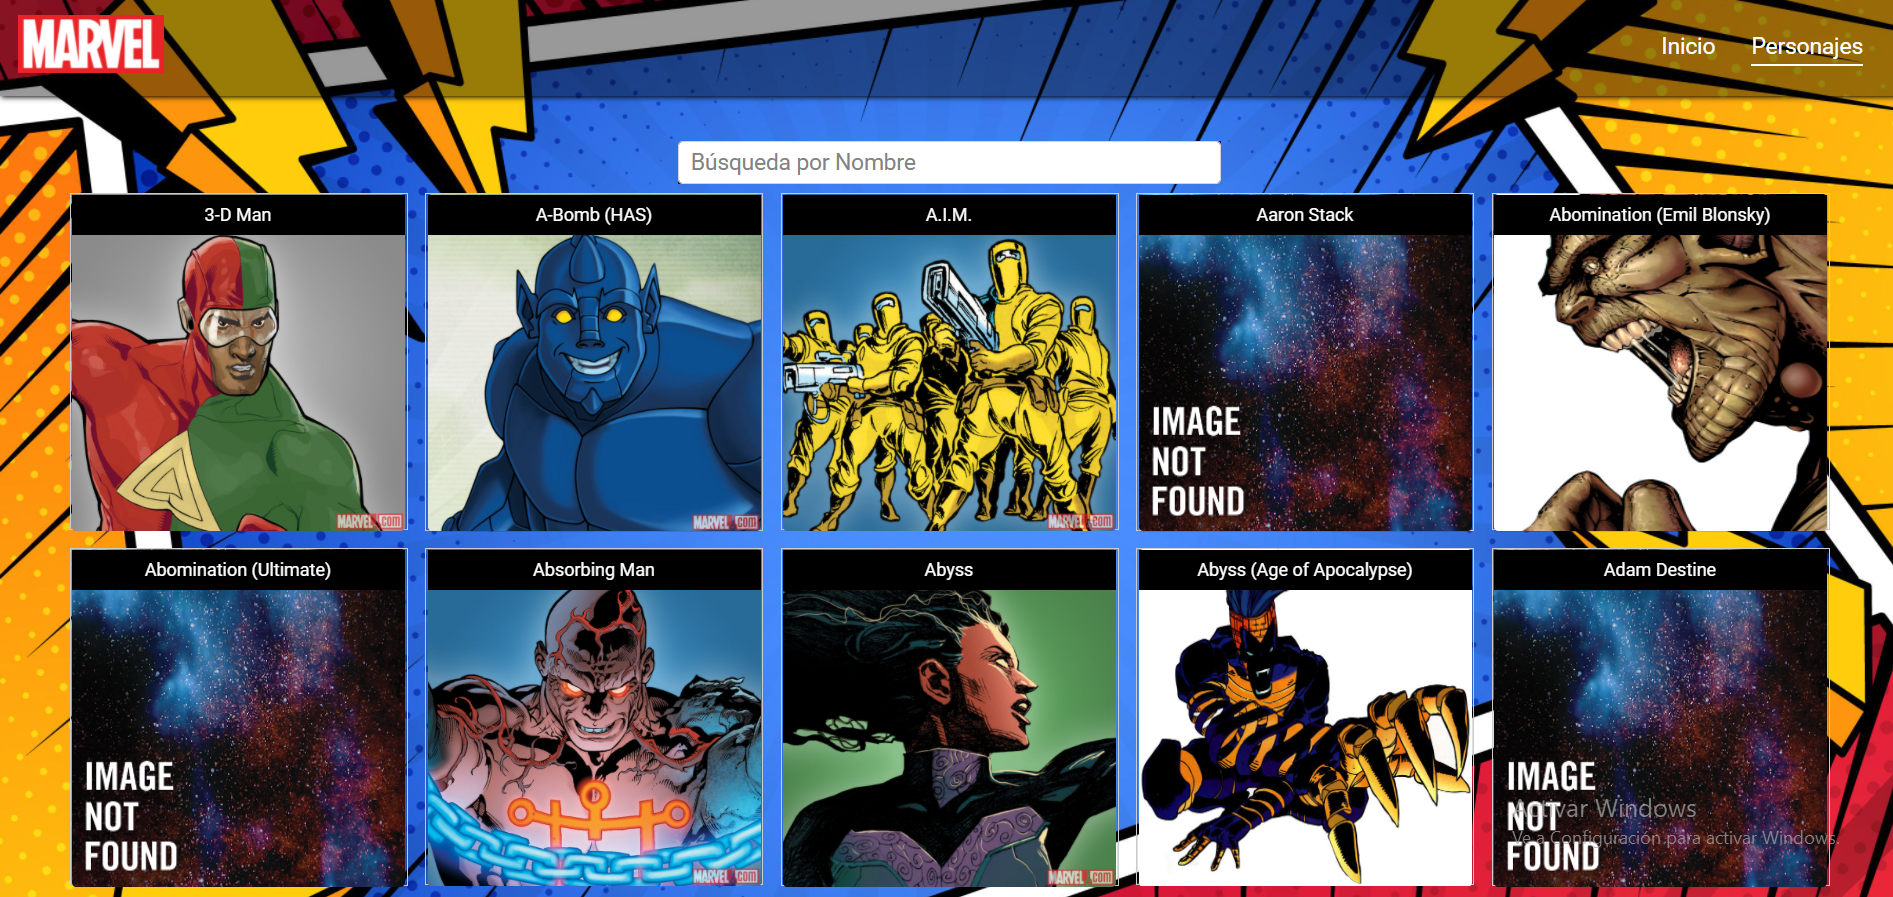 MARVEL
Inicio Personajes
Búsqueda por Nombre
3-D Man
A-Bomb (HAS)
A.I.M.
Aaron Stack
Abomination (Emil Blonsky)
MARVEL.COM
MARVEL.COM
MARVEL.COM
IMAGE
NOT
FOUND
Abomination (Ultimate)
Absorbing Man
Abyss
Abyss (Age of Apocalypse)
Adam Destine
IMAGE
NOT
FOUND
MARVEL.COM
MARVEL.COM
IMAGE
NOT
FOUND
Activar Windows
Ve a Configuración para activar Windows.